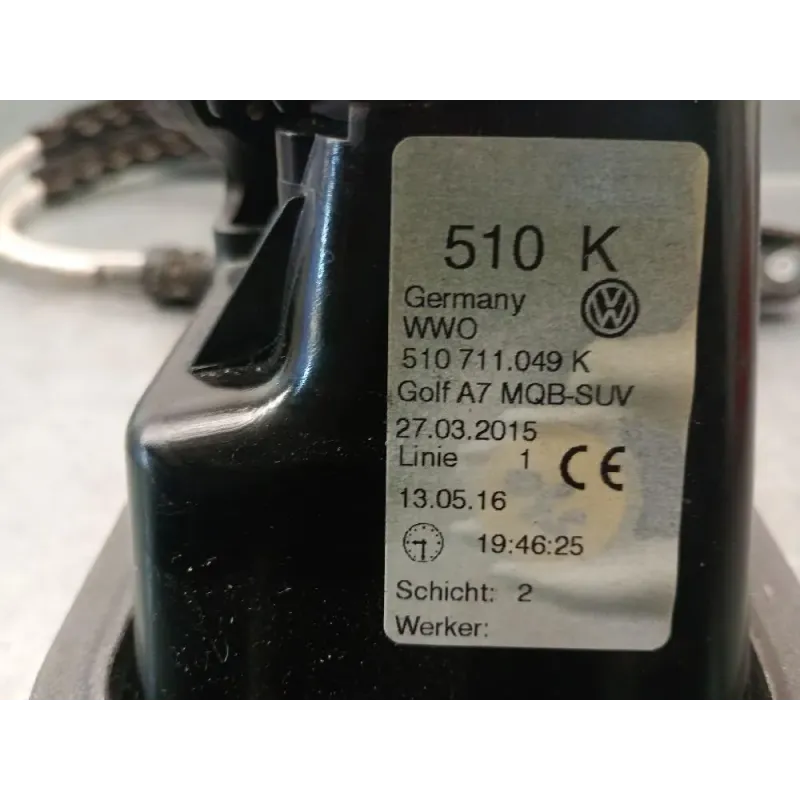 510 K
Germany
WWO
510 711.049 K
Golf A7 MQB-SUV
27.03.2015
Linie 1 CE
13.05.16
19:46:25
Schicht: 2
Werker: